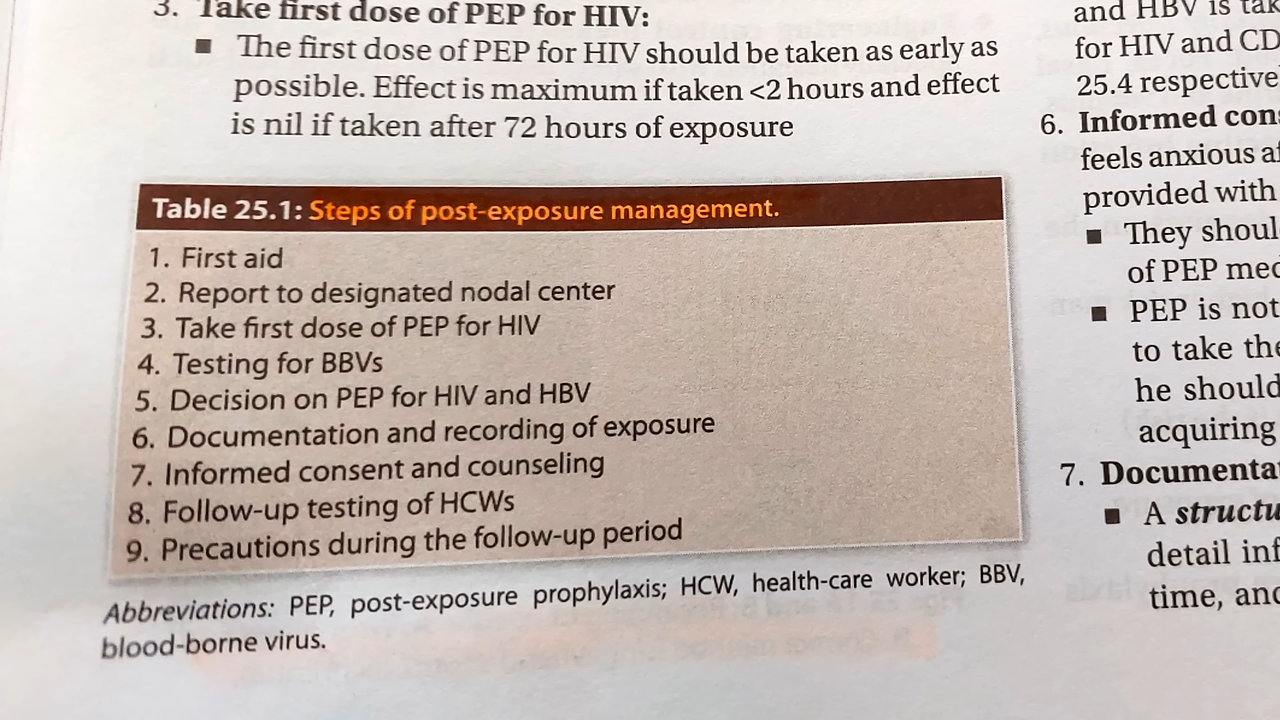 3. Take first dose of PEP for HIV:
■ The first dose of PEP for HIV should be taken as early as
possible. Effect is maximum if taken <2 hours and effect
is nil if taken after 72 hours of exposure
Table 25.1: Steps of post-exposure management.
1. First aid
2. Report to designated nodal center
3. Take first dose of PEP for HIV
4. Testing for BBVs
5. Decision on PEP for HIV and HBV
6. Documentation and recording of exposure
7. Informed consent and counseling
8. Follow-up testing of HCWs
9. Precautions during the follow-up period
Abbreviations: PEP, post-exposure prophylaxis; HCW, health-care worker; BBV,
blood-borne virus.
and HBV is tak
for HIV and CD
25.4 respective
6. Informed con
feels anxious af
provided with
■ They shoul
of PEP med
■ PEP is not
to take the
he should
acquiring
7. Documenta
■ A structu
detail inf
time, and